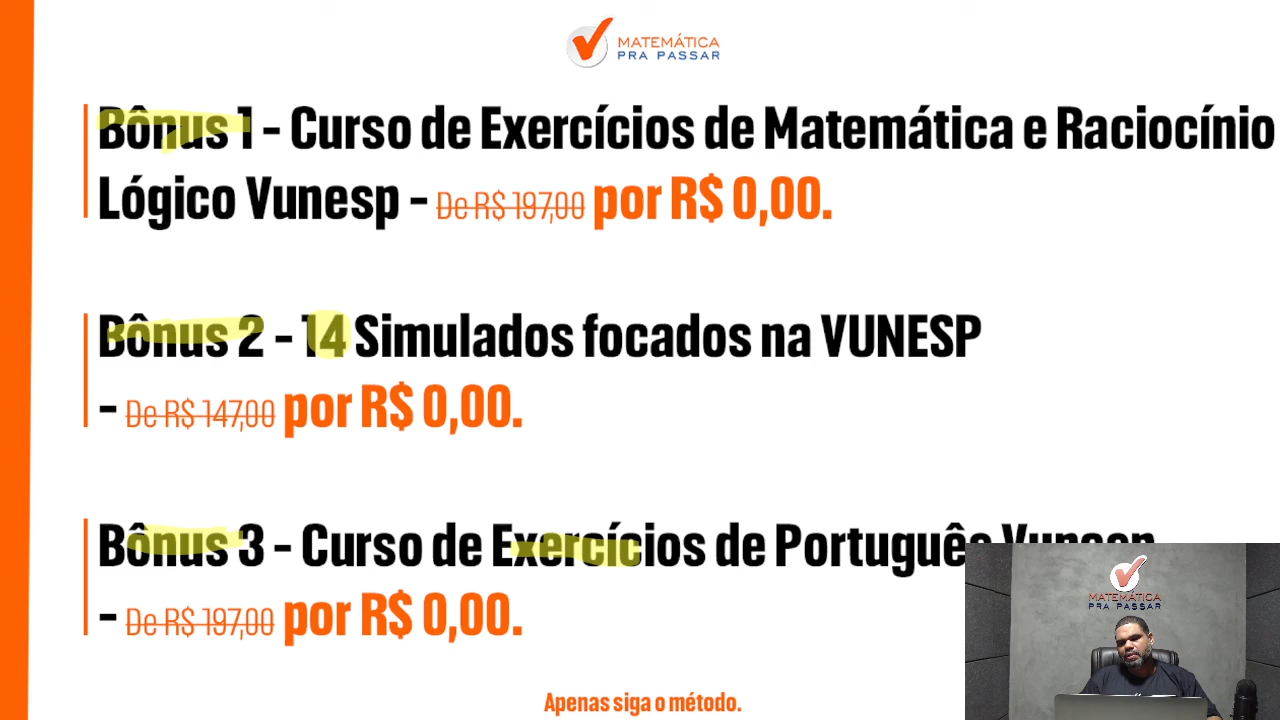 MATEMÁTICA
PRA PASSAR
Bônus 1 - Curso de Exercícios de Matemática e Raciocínio
Lógico Vunesp - De R$ 197,00 por R$ 0,00.
Bônus 2 - 14 Simulados focados na VUNESP
- De R$ 147,00 por R$ 0,00.
Bônus 3 - Curso de Exercícios de Português Vunesp
- De R$ 197,00 por R$ 0,00.
MATEMÁTICA
PRA PASSAR
Apenas siga o método.